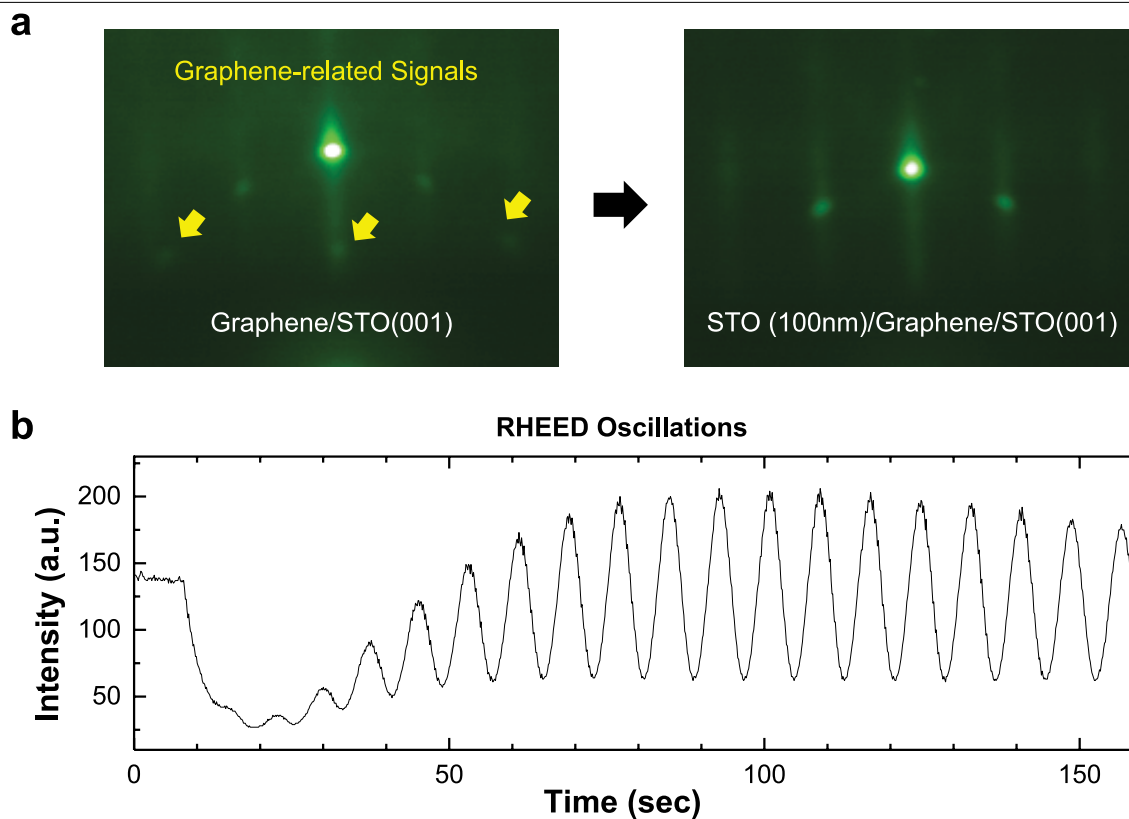 a
Graphene-related Signals
Graphene/STO(001)
STO (100nm)/Graphene/STO(001)
b
RHEED Oscillations
Intensity (a.u.)
200
150
100
50
0
50
100
150
Time (sec)